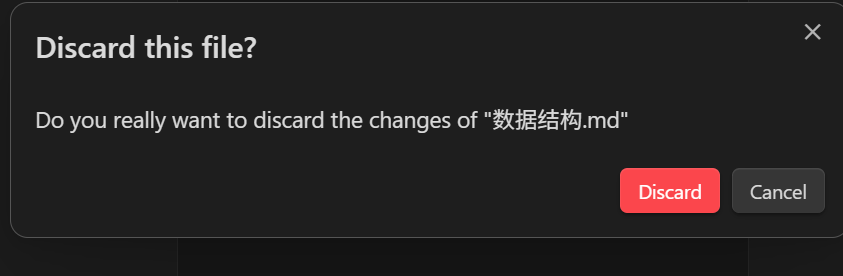 Discard this file?
Do you really want to discard the changes of "数据结构.md"
Discard Cancel